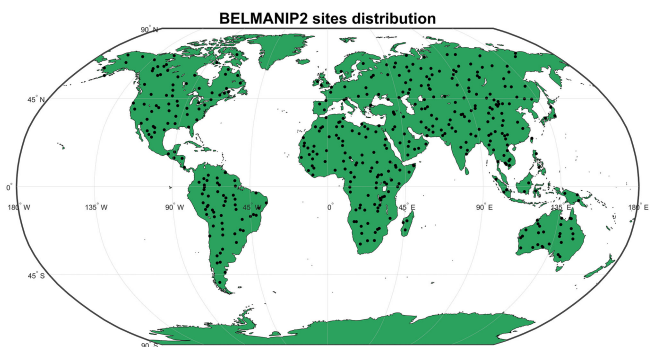 BELMANIP2 sites distribution
90° N
45° N
0°
180° W
135° W
90° W
45° W
0°
45° E
90° E
135° E
180° E
45° S
90° S